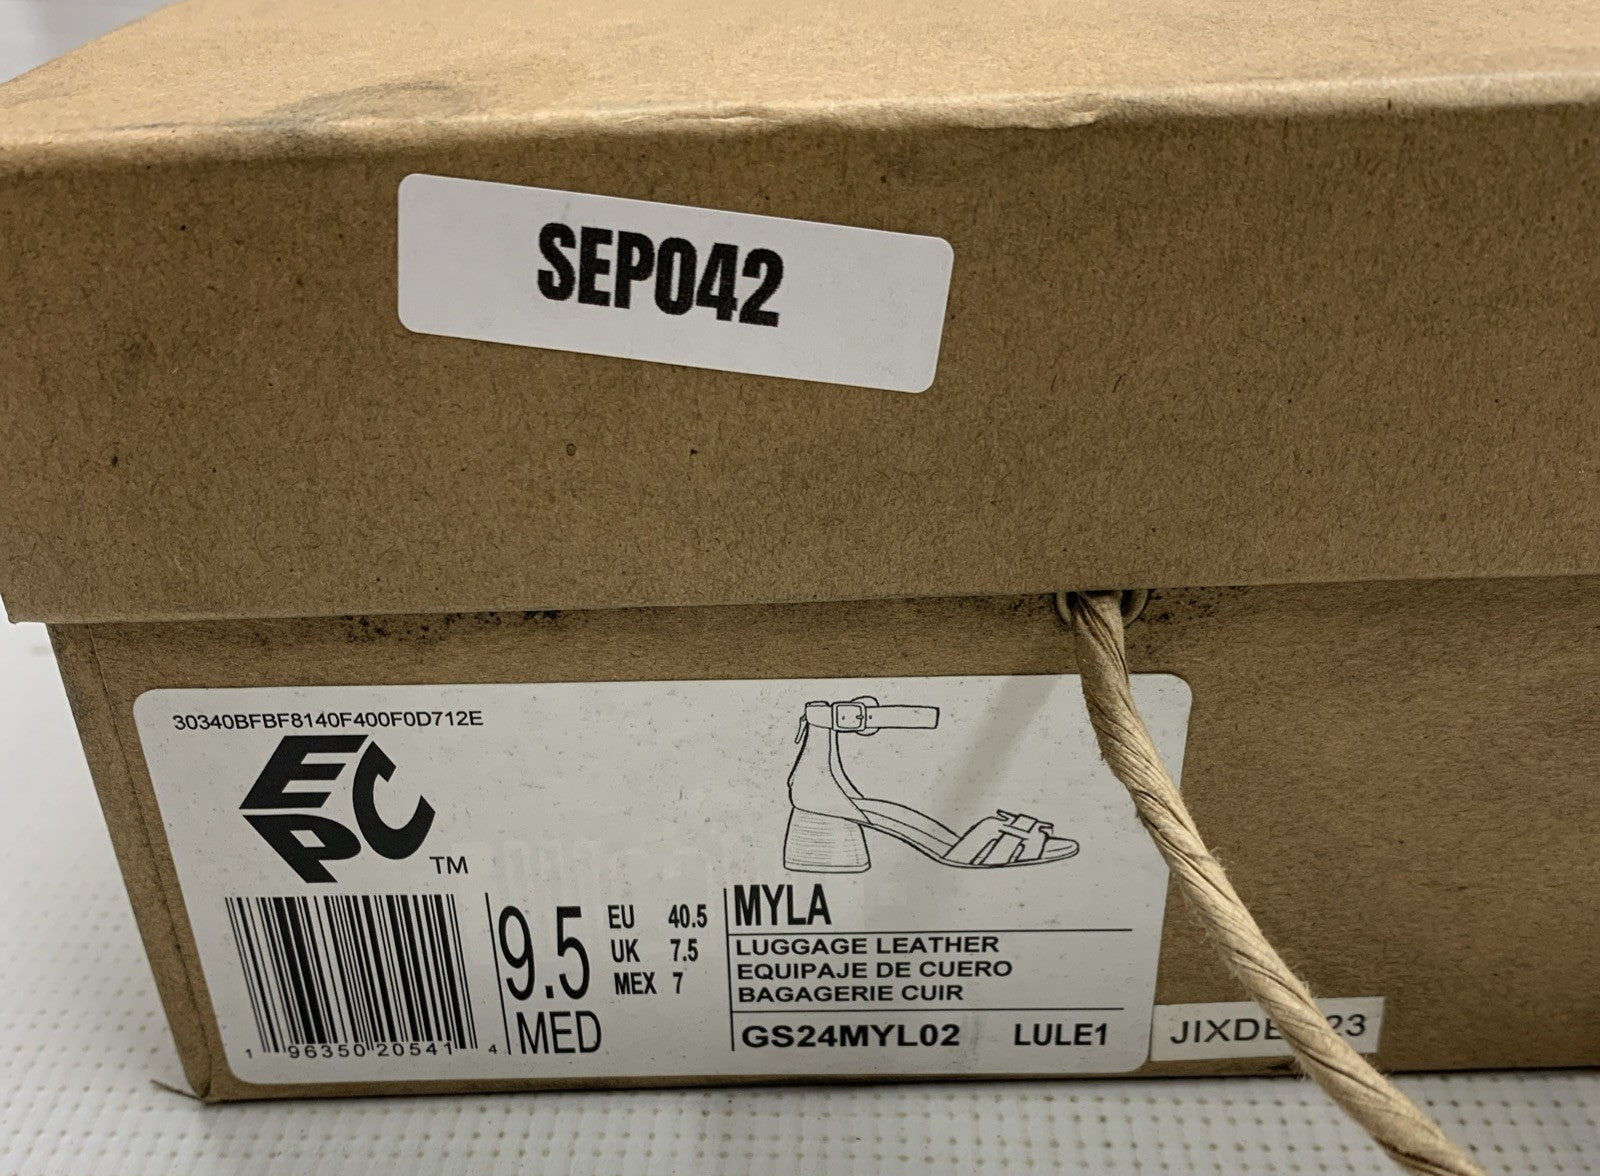 SEP042
30340BFBF8140F400F0D712E
EPC
TM
1 96350 20541 4
9.5
MED
EU 40.5
UK 7.5
MEX 7
MYLA
LUGGAGE LEATHER
EQUIPAJE DE CUERO
BAGAGERIE CUIR
GS24MYL02 LULE1